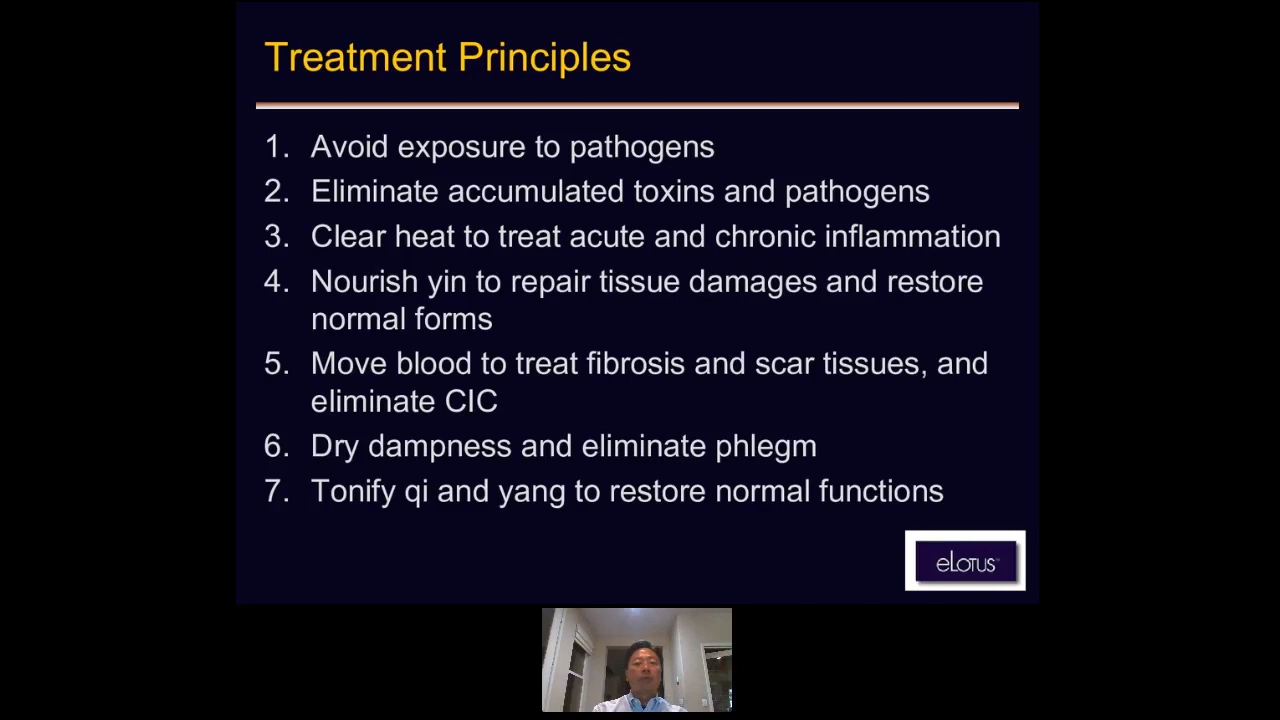 Treatment Principles
1. Avoid exposure to pathogens
2. Eliminate accumulated toxins and pathogens
3. Clear heat to treat acute and chronic inflammation
4. Nourish yin to repair tissue damages and restore
normal forms
5. Move blood to treat fibrosis and scar tissues, and
eliminate CIC
6. Dry dampness and eliminate phlegm
7. Tonify qi and yang to restore normal functions
eLOTUS